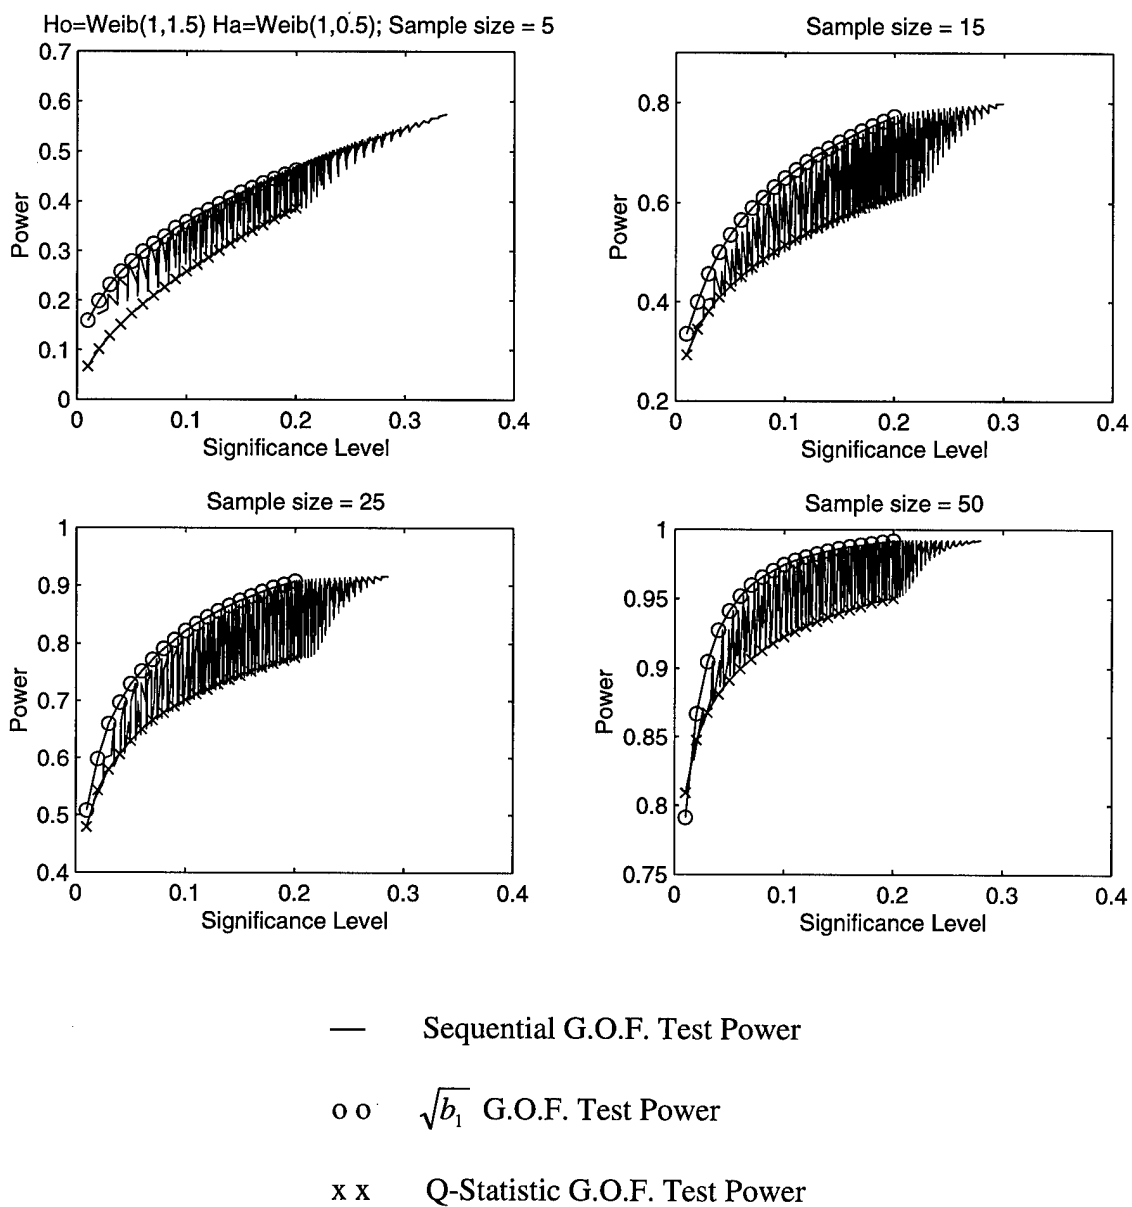 Ho=Weib(1,1.5) Ha=Weib(1,0.5); Sample size = 5
0.7
0.6
0.5
0.4
0.3
0.2
0.1
0
Power
0 0.1 0.2 0.3 0.4
Significance Level
Sample size = 15
0.8
0.6
0.4
0.2
Power
0 0.1 0.2 0.3 0.4
Significance Level
Sample size = 25
1
0.9
0.8
0.7
0.6
0.5
0.4
Power
0 0.1 0.2 0.3 0.4
Significance Level
Sample size = 50
1
0.95
0.9
0.85
0.8
0.75
Power
0 0.1 0.2 0.3 0.4
Significance Level
— Sequential G.O.F. Test Power
o o √b₁ G.O.F. Test Power
x x Q-Statistic G.O.F. Test Power